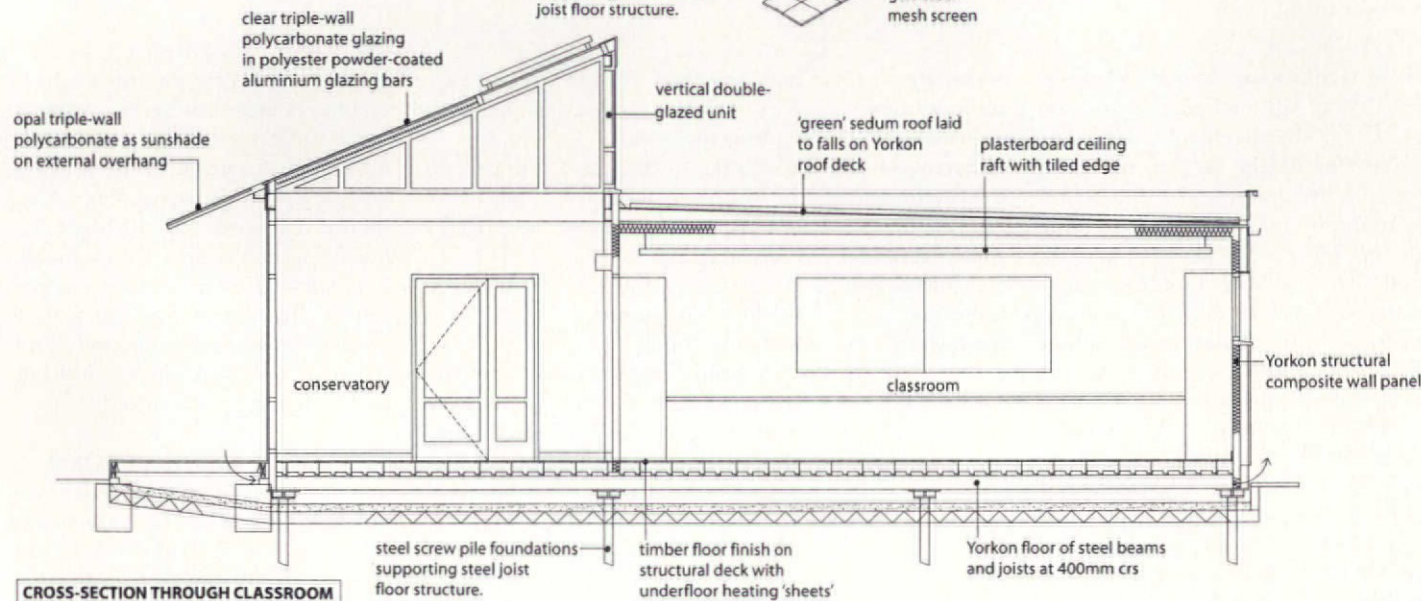 joist floor structure.
mesh screen
clear triple-wall
polycarbonate glazing
in polyester powder-coated
aluminium glazing bars
opal triple-wall
polycarbonate as sunshade
on external overhang
vertical double-
glazed unit
'green' sedum roof laid
to falls on Yorkon
roof deck
plasterboard ceiling
raft with tiled edge
conservatory
classroom
Yorkon structural
composite wall panel
steel screw pile foundations
supporting steel joist
floor structure.
timber floor finish on
structural deck with
underfloor heating 'sheets'
Yorkon floor of steel beams
and joists at 400mm crs
CROSS-SECTION THROUGH CLASSROOM